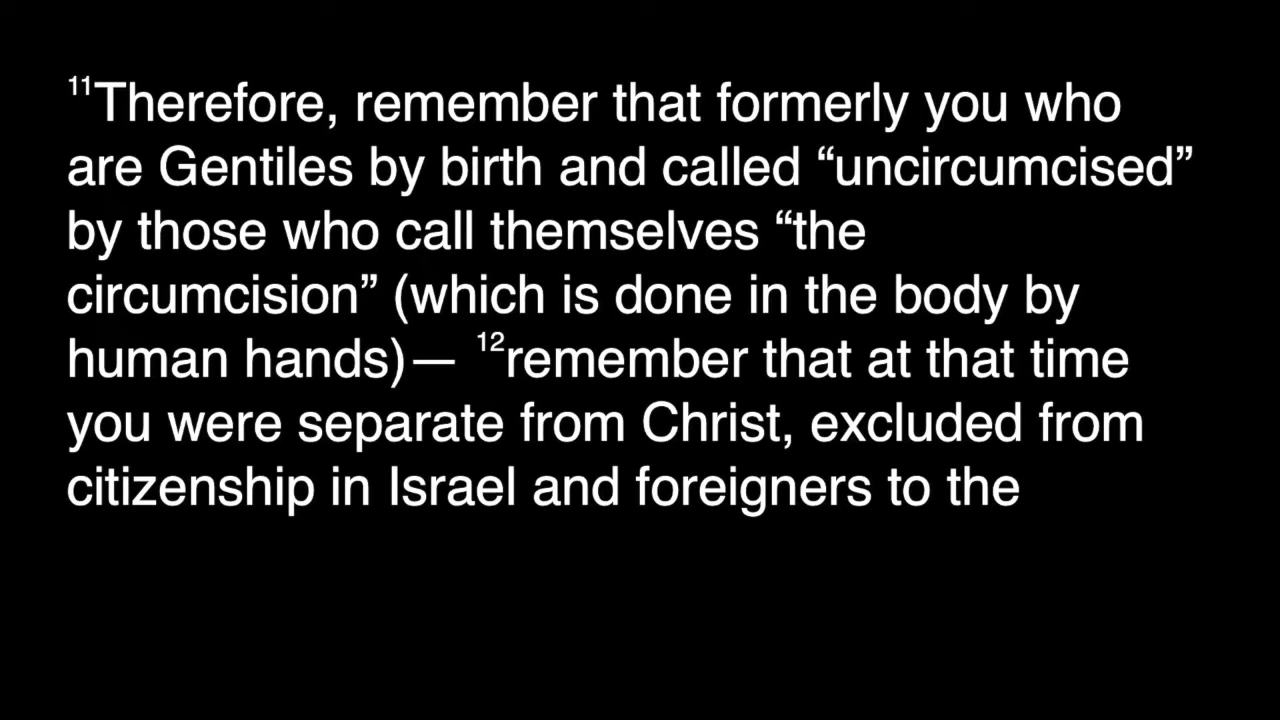 ¹¹Therefore, remember that formerly you who
are Gentiles by birth and called “uncircumcised”
by those who call themselves “the
circumcision” (which is done in the body by
human hands)— ¹²remember that at that time
you were separate from Christ, excluded from
citizenship in Israel and foreigners to the